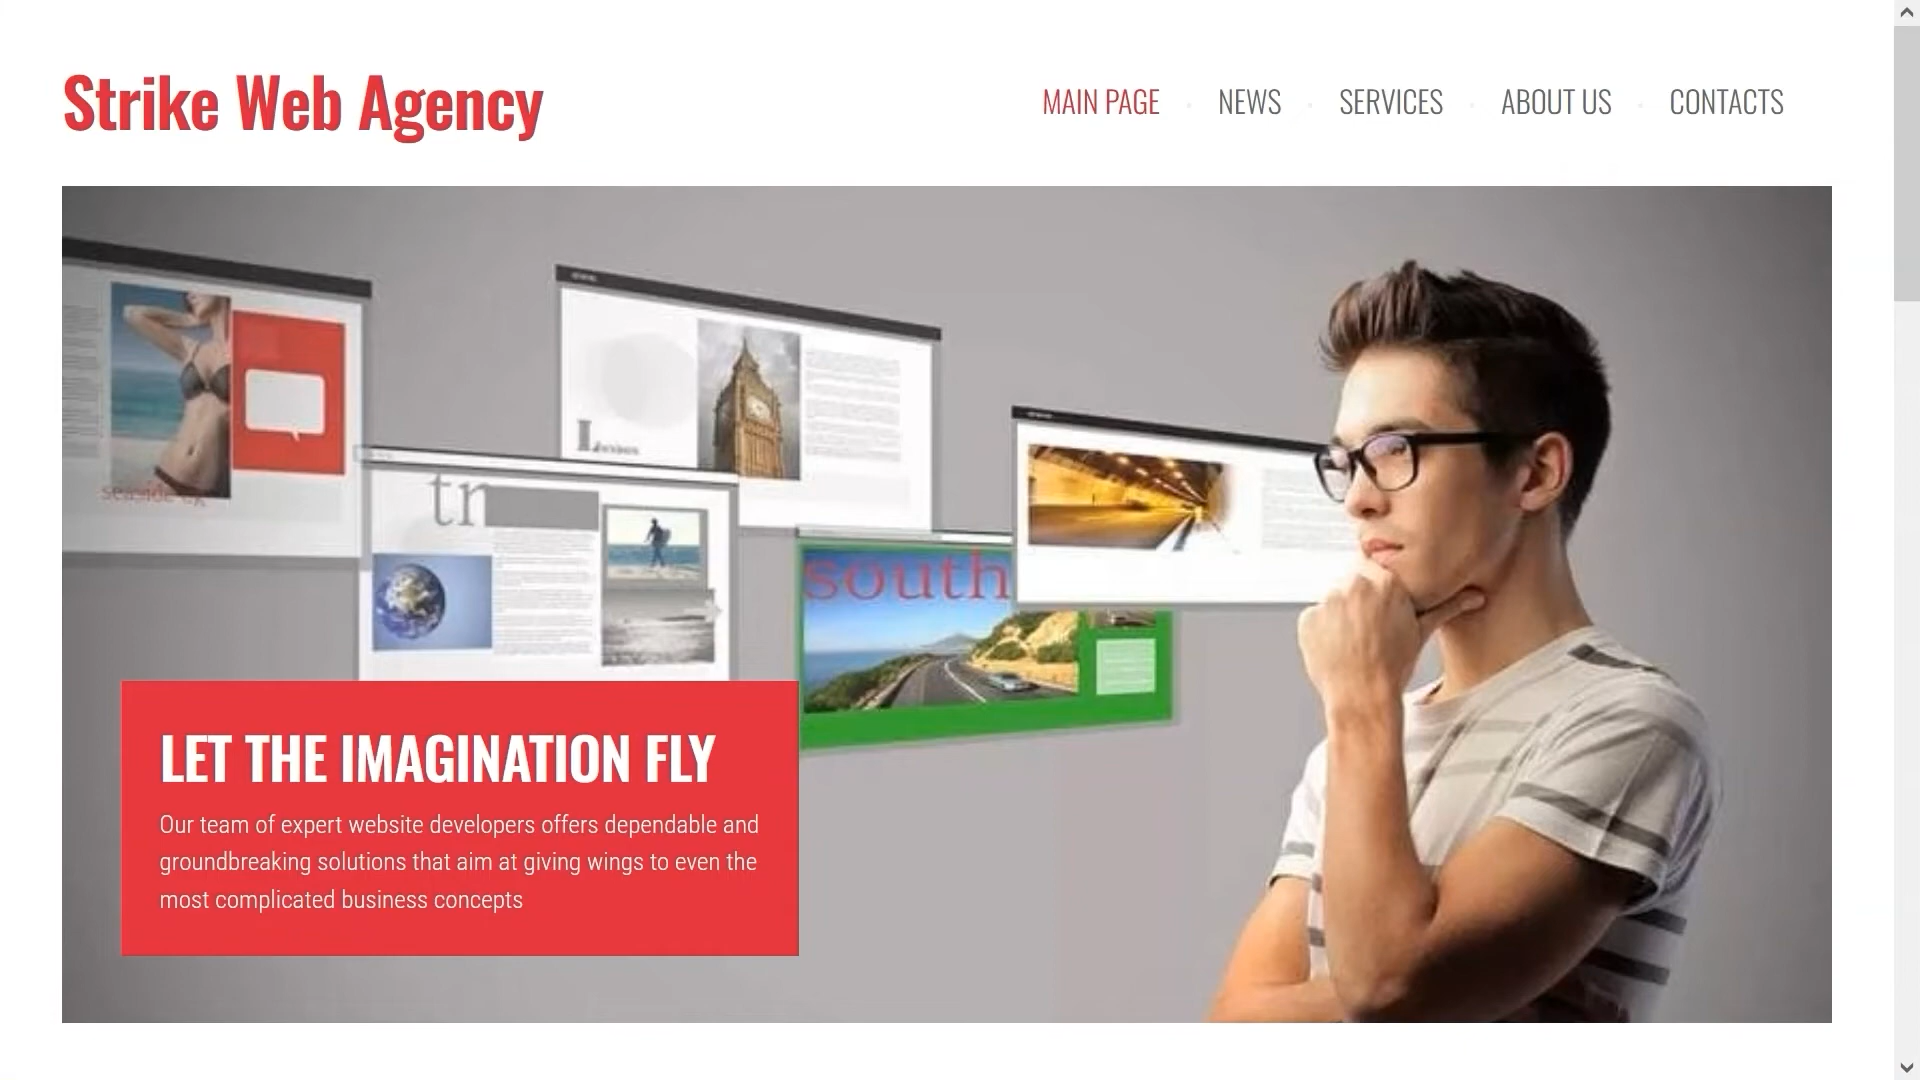 Strike Web Agency
MAIN PAGE
NEWS
SERVICES
ABOUT US
CONTACTS
tr
south
LET THE IMAGINATION FLY
Our team of expert website developers offers dependable and
groundbreaking solutions that aim at giving wings to even the
most complicated business concepts